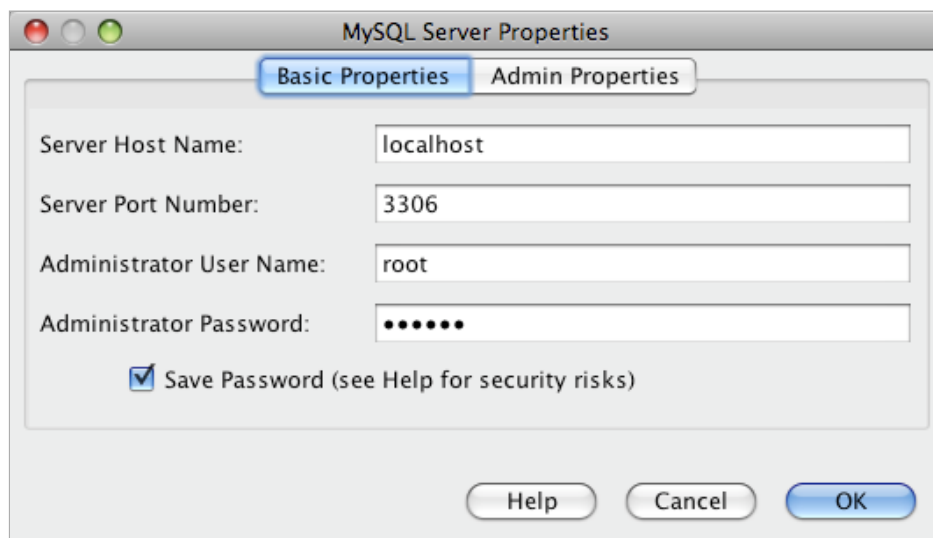 MySQL Server Properties
Basic Properties Admin Properties
Server Host Name: localhost
Server Port Number: 3306
Administrator User Name: root
Administrator Password: ••••••
Save Password (see Help for security risks)
Help Cancel OK